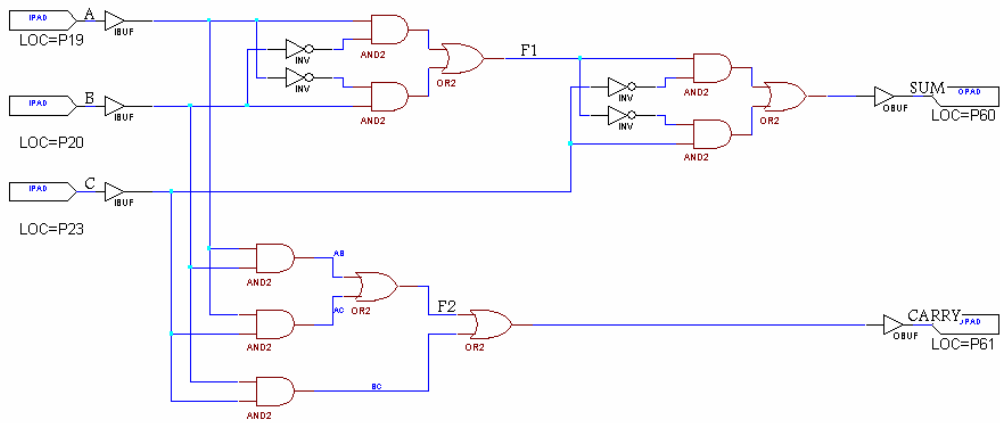 IPAD A
IBUF
LOC=P19
IPAD B
IBUF
LOC=P20
IPAD C
IBUF
LOC=P23
INV
INV
AND2
AND2
OR2
F1
INV
INV
AND2
AND2
OR2
OBUF
SUM OPAD
LOC=P60
AND2
AND2
AND2
AB
AC
BC
OR2
F2
OR2
OBUF
CARRY JPAD
LOC=P61